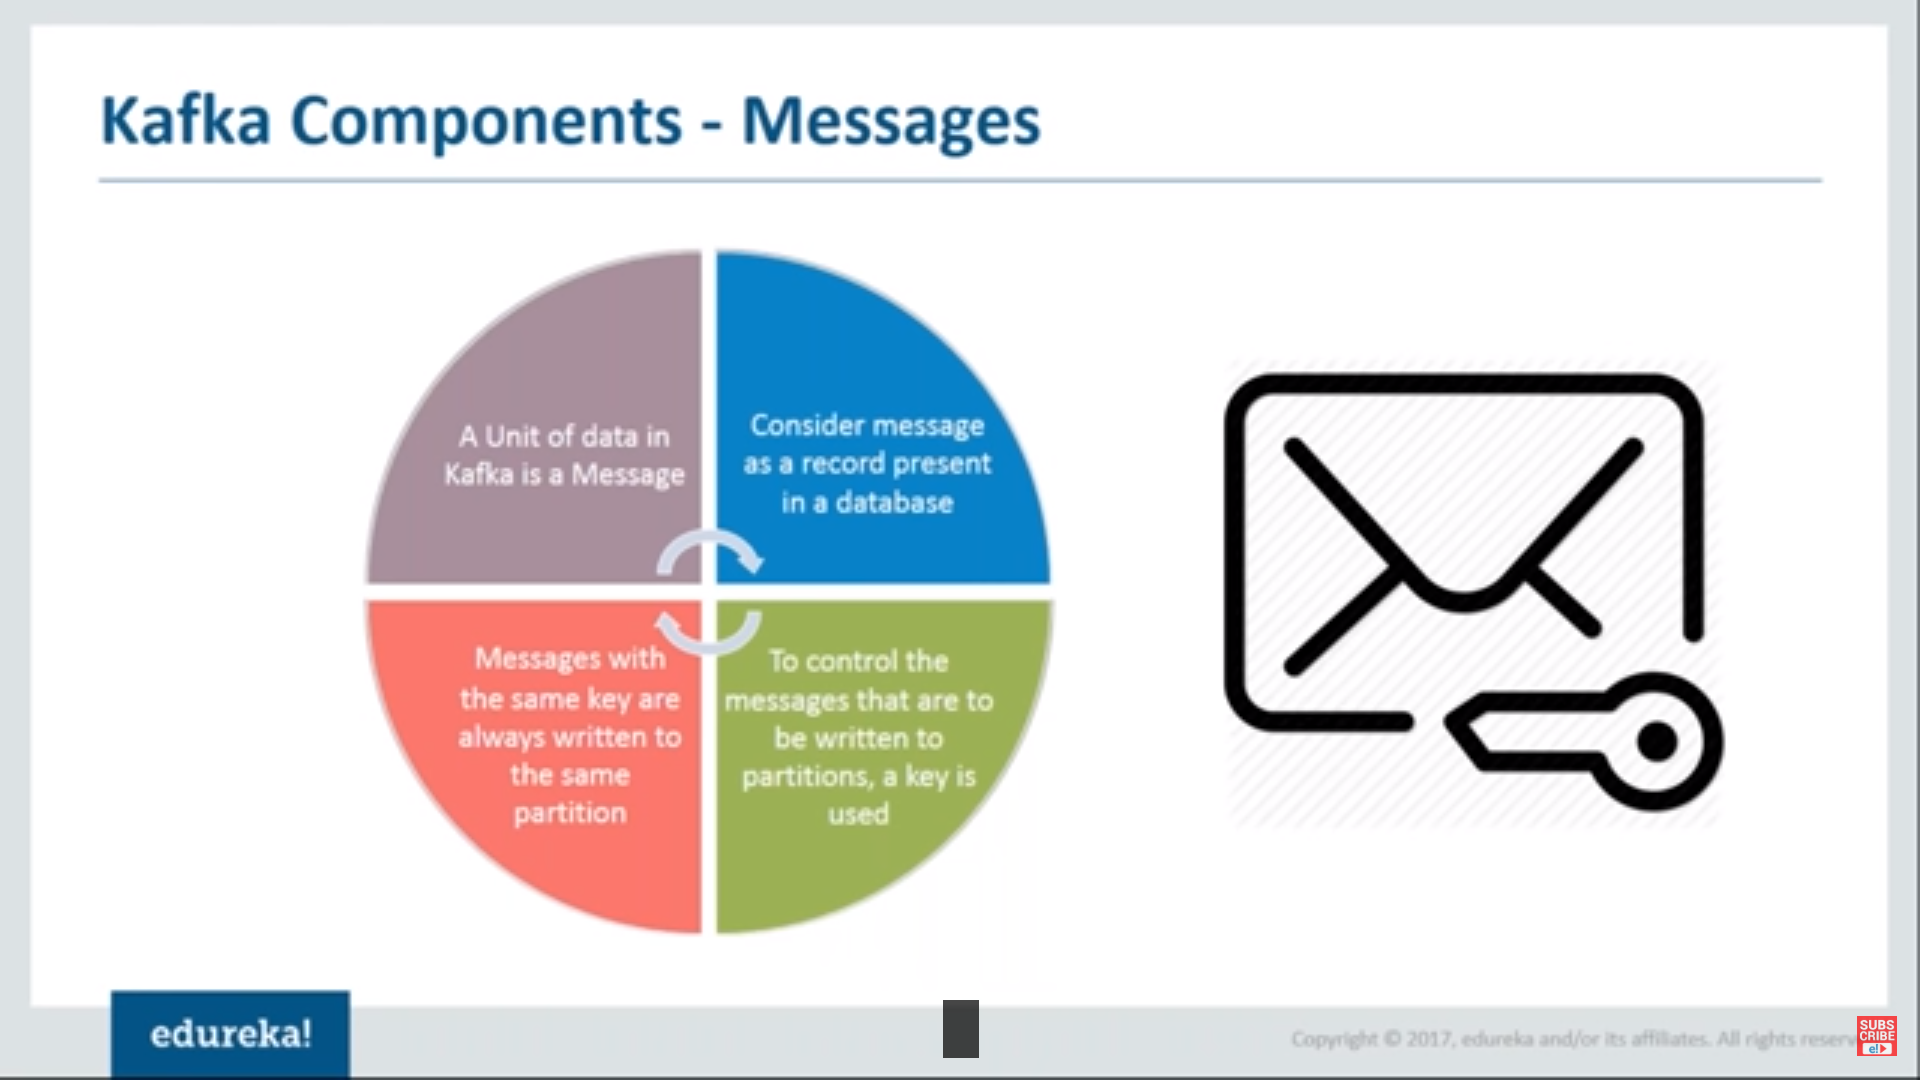 Kafka Components - Messages
A Unit of data in
Kafka is a Message
Consider message
as a record present
in a database
Messages with
the same key are
always written to
the same
partition
To control the
messages that are to
be written to
partitions, a key is
used
edureka!
Copyright © 2017, edureka and/or its affiliates. All rights
SUBS
CRIBE
e!